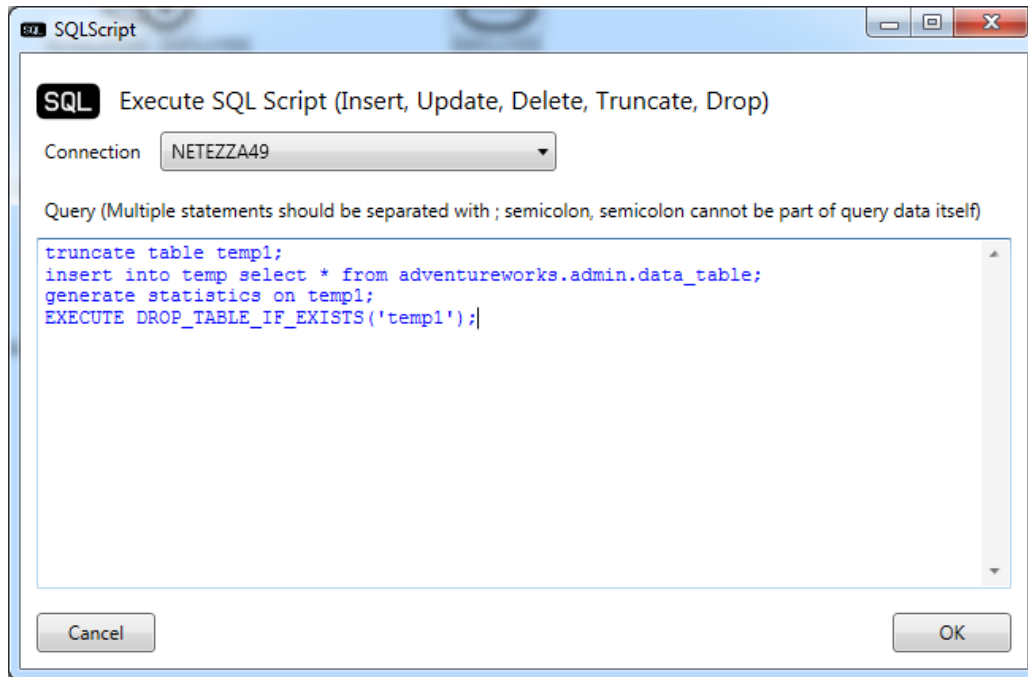 SQL SQLScript
SQL Execute SQL Script (Insert, Update, Delete, Truncate, Drop)
Connection NETEZZA49
Query (Multiple statements should be separated with ; semicolon, semicolon cannot be part of query data itself)
truncate table temp1;
insert into temp select * from adventureworks.admin.data_table;
generate statistics on temp1;
EXECUTE DROP_TABLE_IF_EXISTS('temp1');
Cancel OK